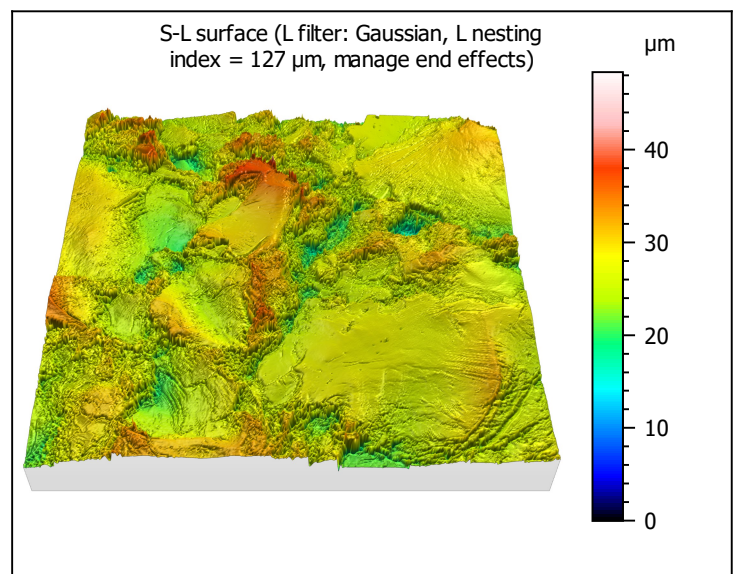 S-L surface (L filter: Gaussian, L nesting
index = 127 µm, manage end effects)
µm
40
30
20
10
0